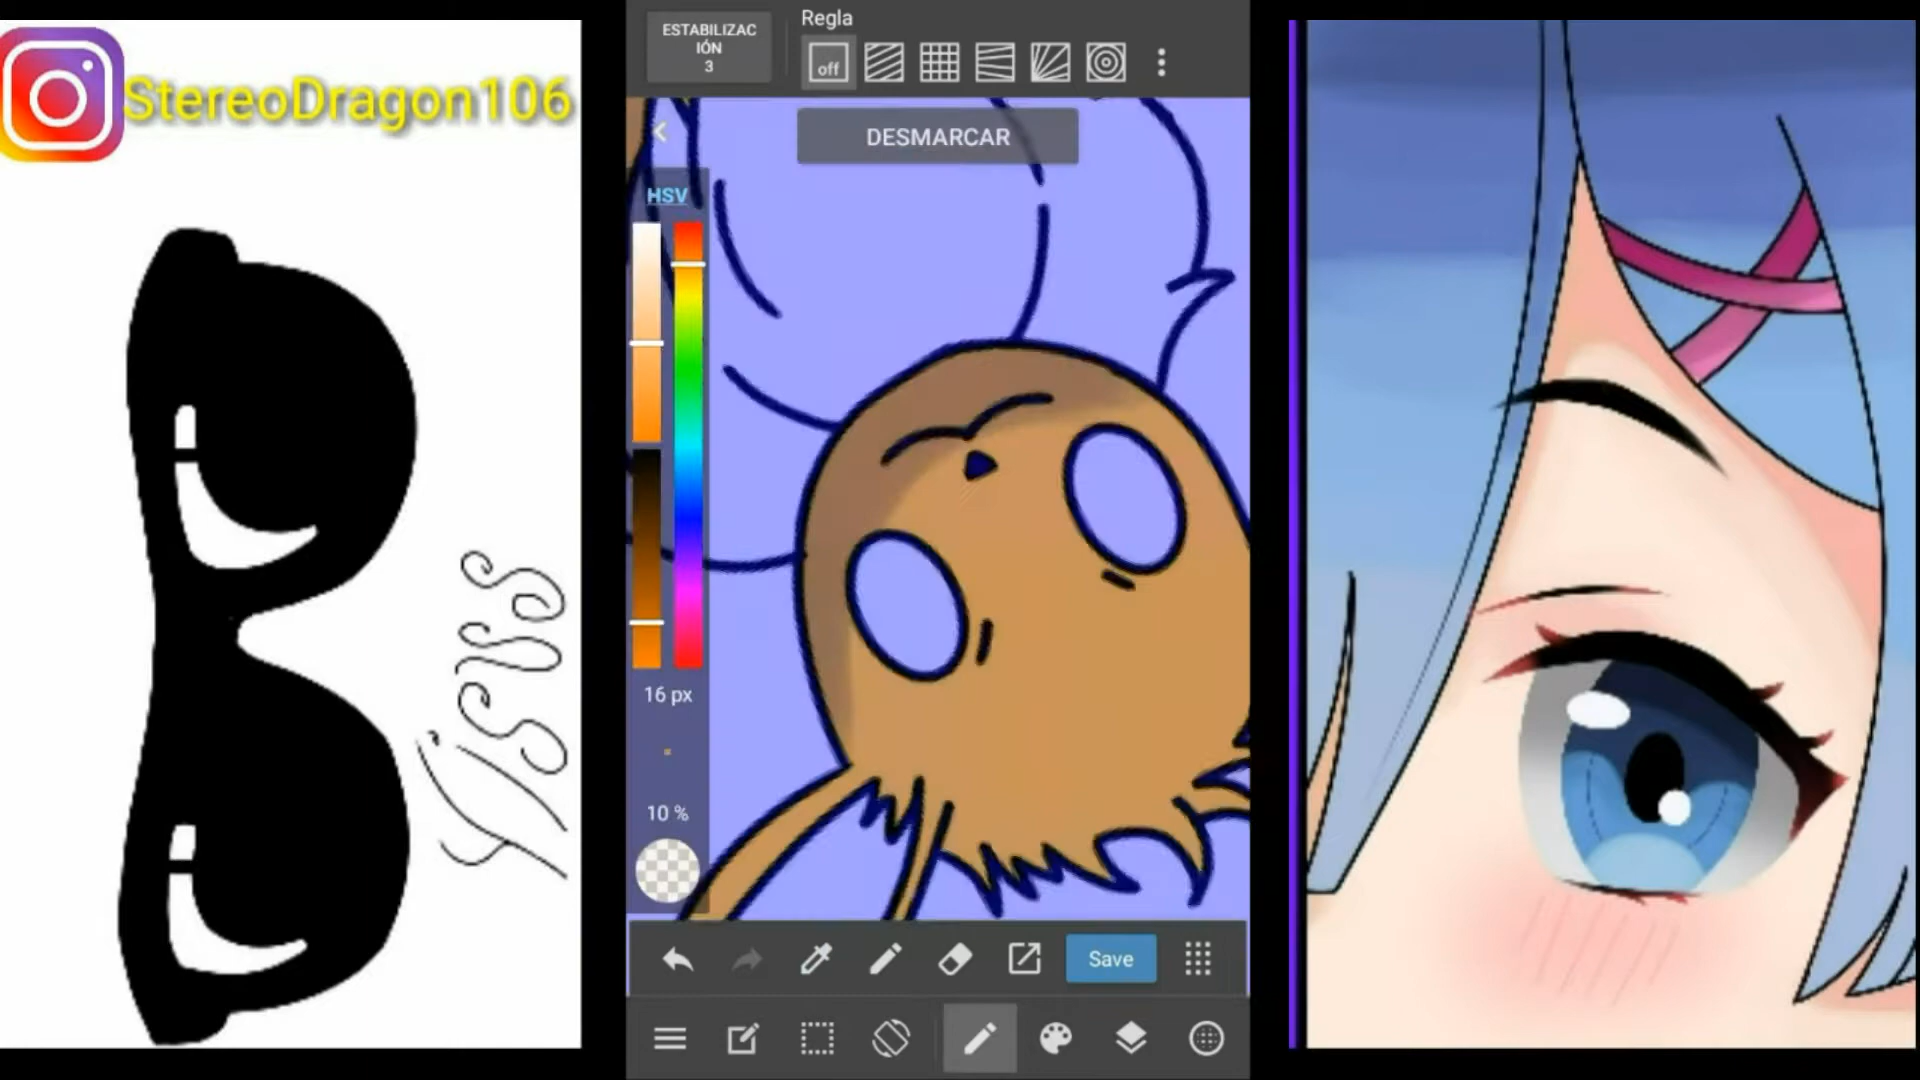 StereoDragon106
ESTABILIZAC
IÓN
3
Regla
off
DESMARCAR
HSV
16 px
10 %
Save